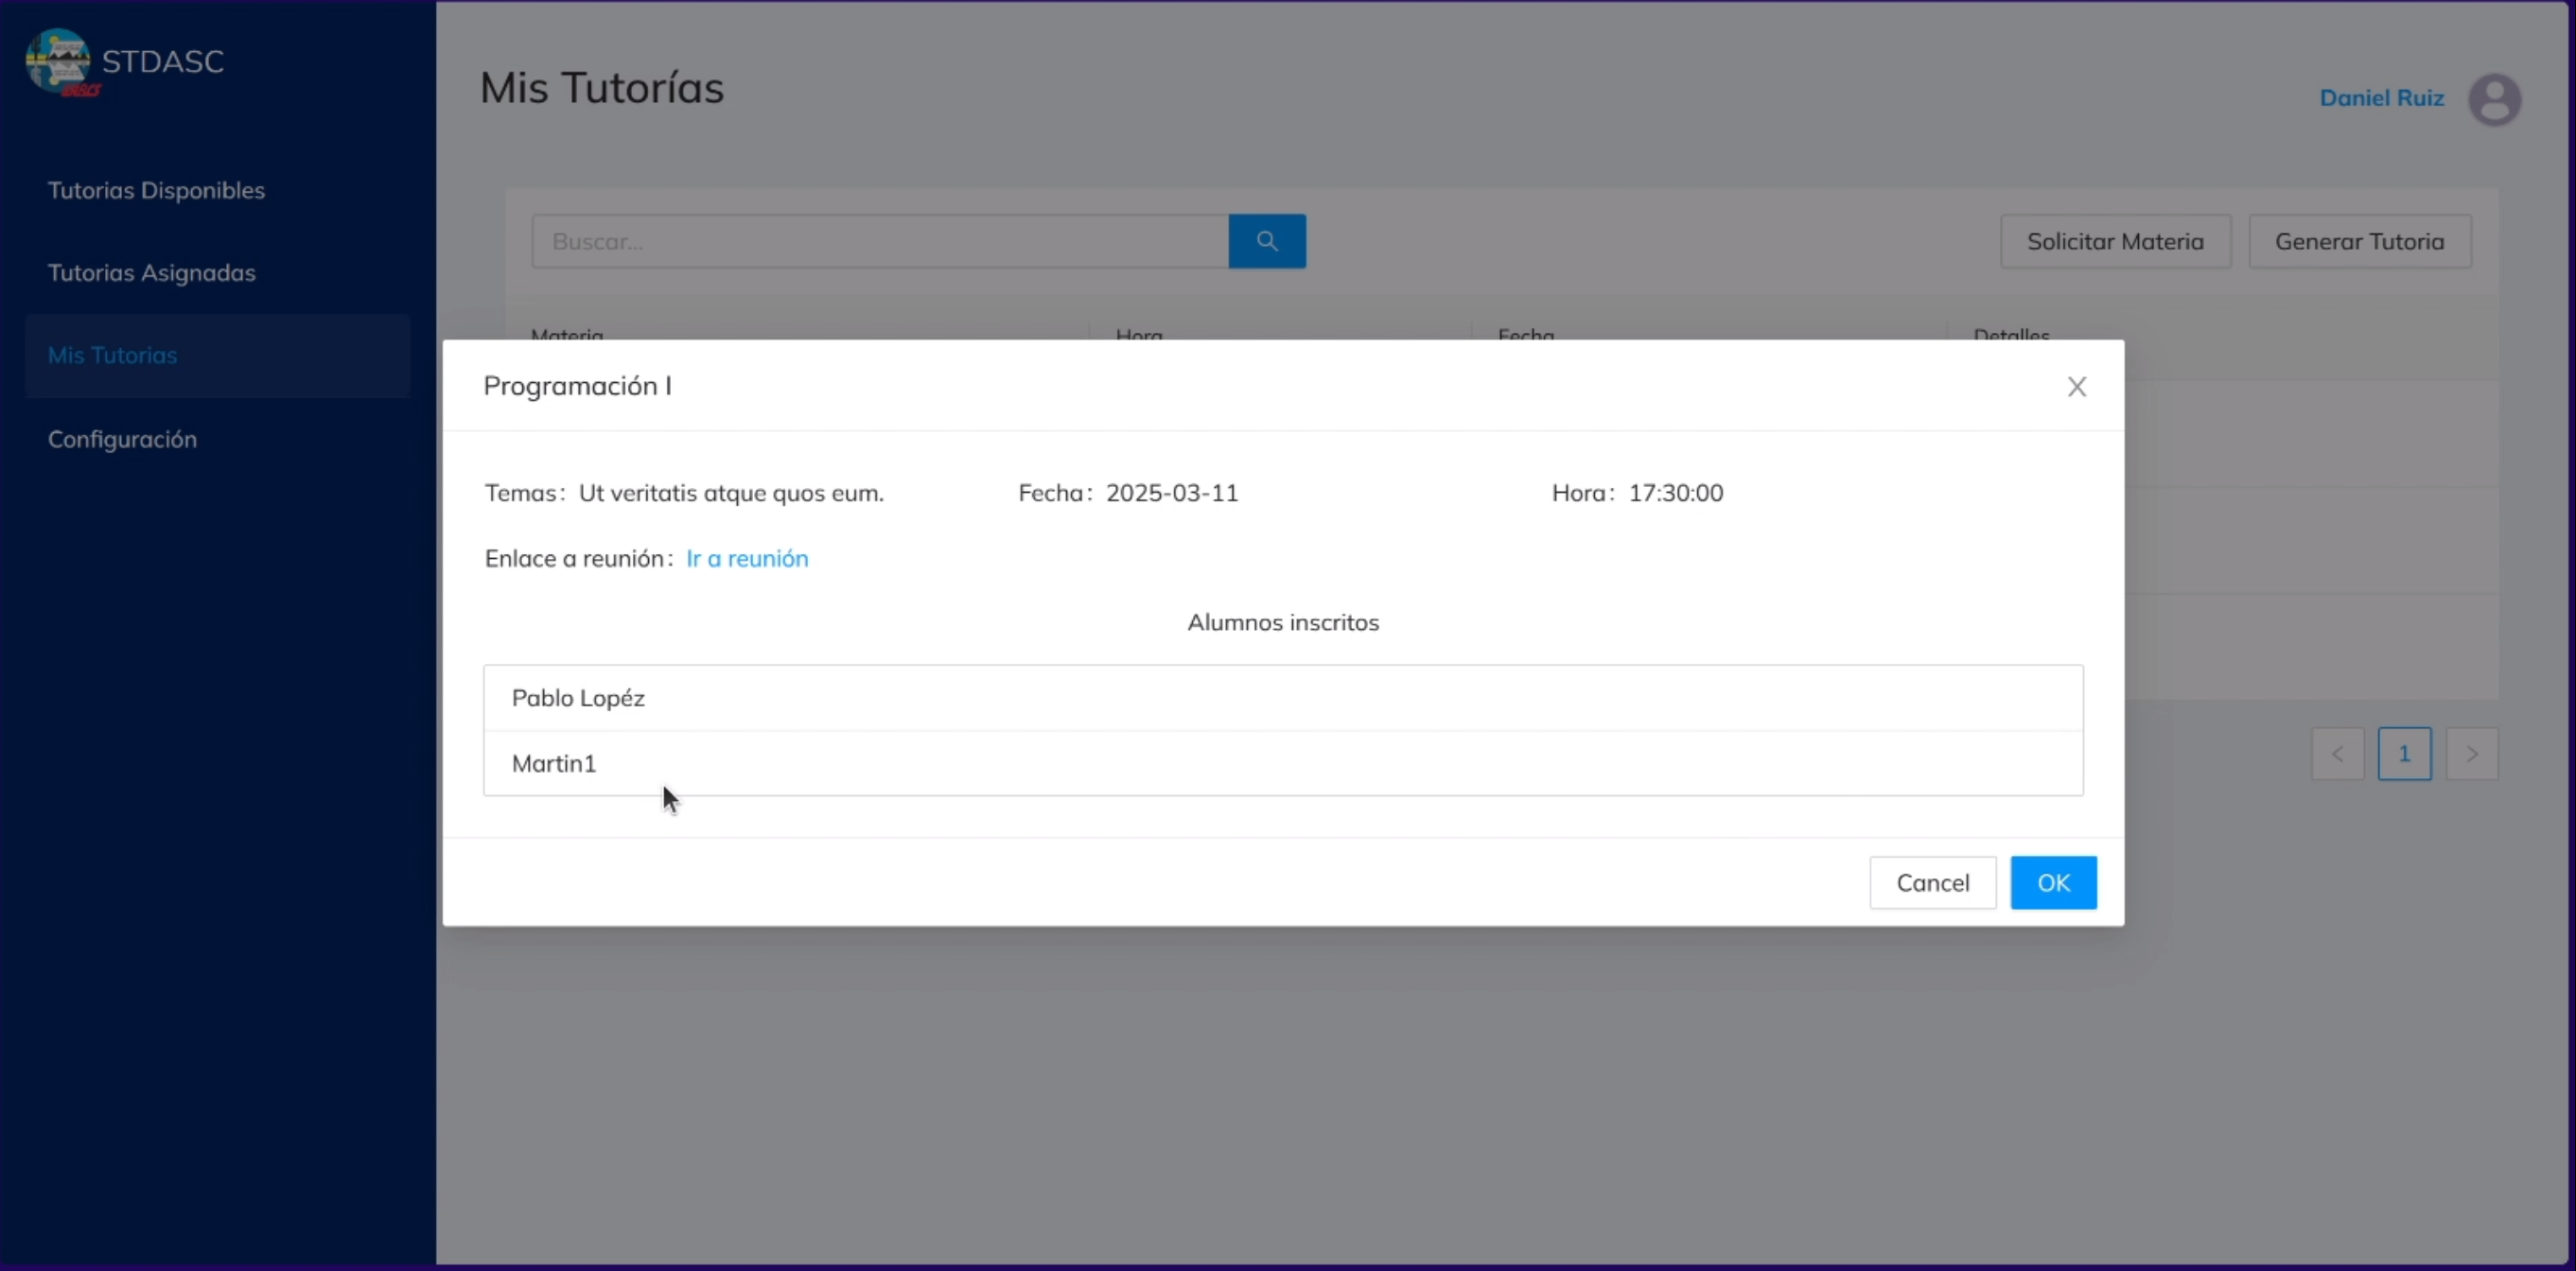 STDASC
Tutorias Disponibles
Tutorias Asignadas
Mis Tutorias
Configuración
Mis Tutorías
Daniel Ruiz
Buscar...
Solicitar Materia
Generar Tutoria
Materia Hora Fecha Detalles
Programación I
Temas: Ut veritatis atque quos eum. Fecha: 2025-03-11 Hora: 17:30:00
Enlace a reunión: Ir a reunión
Alumnos inscritos
Pablo Lopéz
Martin1
Cancel OK
< 1 >